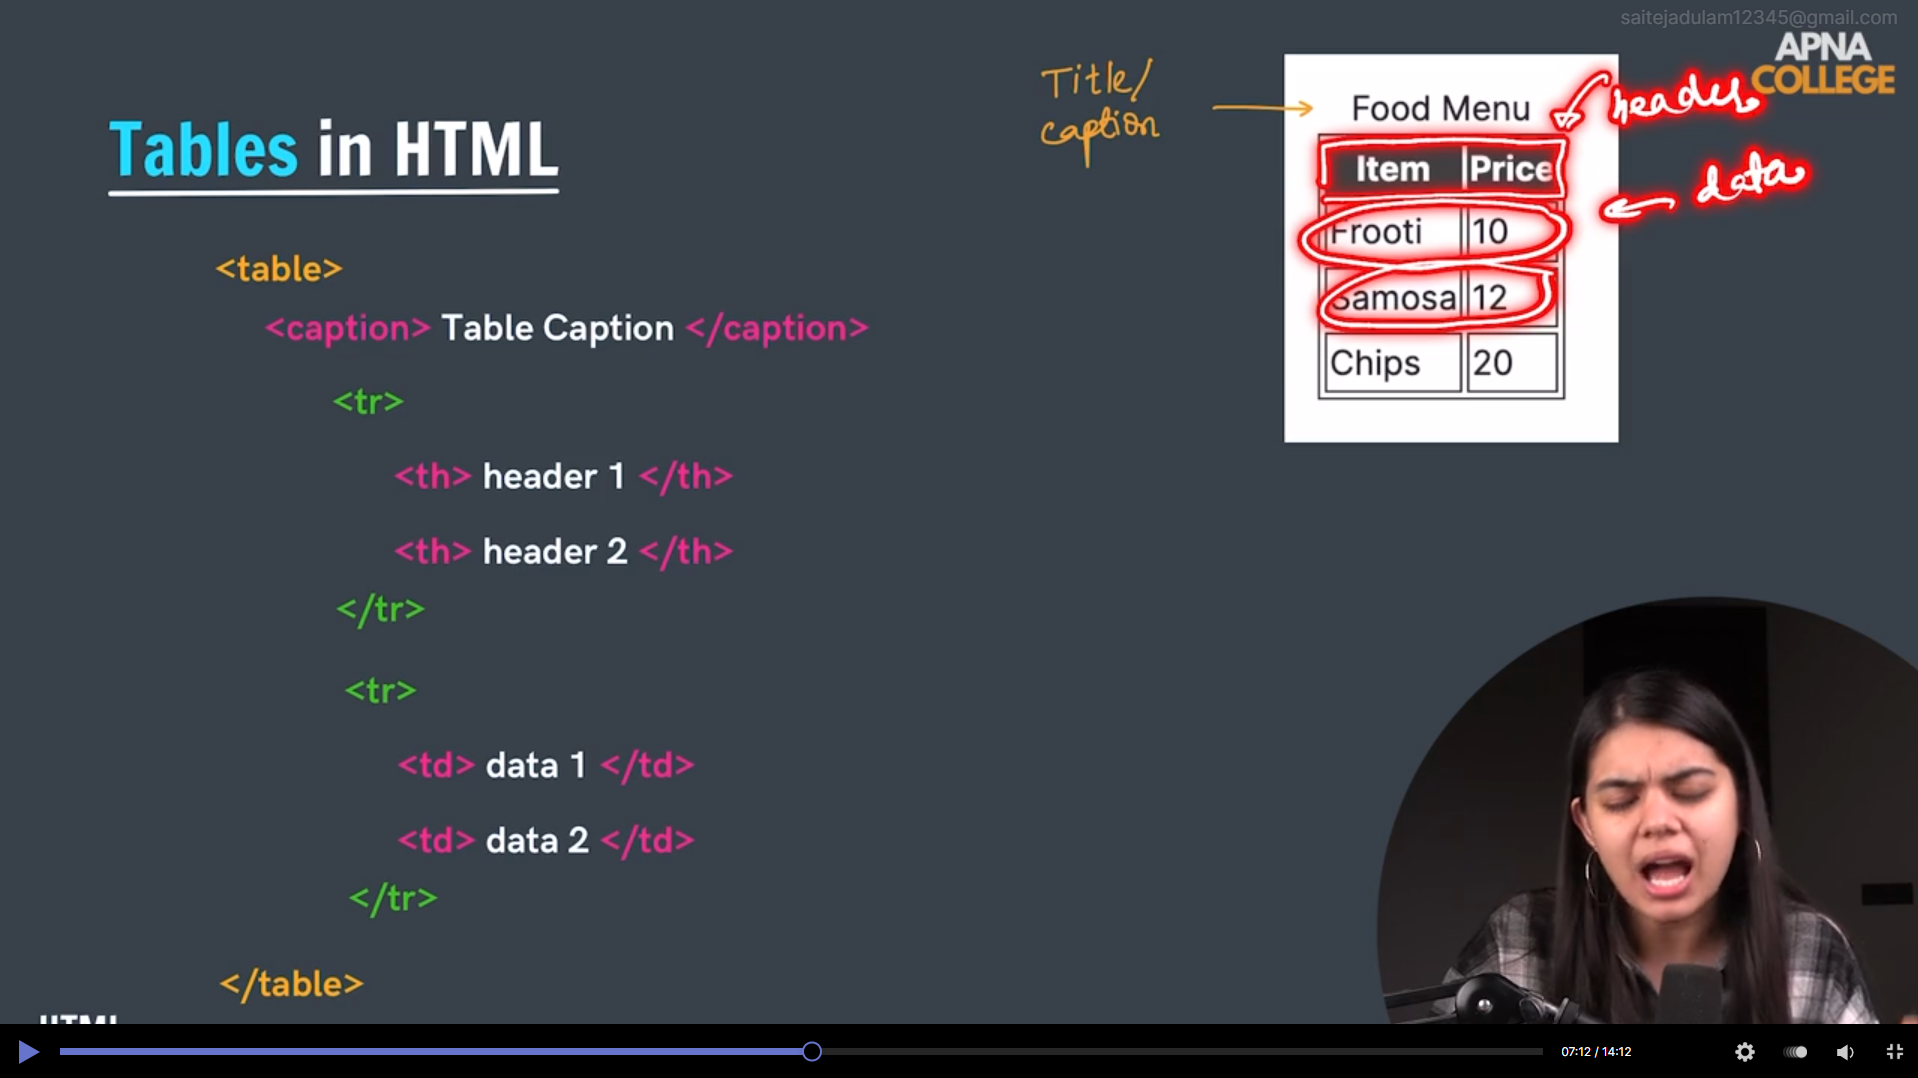 saitejadulam12345@gmail.com
APNA
COLLEGE
Title/
caption
Food Menu
header
Item Price
data
Frooti 10
Samosa 12
Chips 20
Tables in HTML
<table>
<caption> Table Caption </caption>
<tr>
<th> header 1 </th>
<th> header 2 </th>
</tr>
<tr>
<td> data 1 </td>
<td> data 2 </td>
</tr>
</table>
HTML
07:12 / 14:12